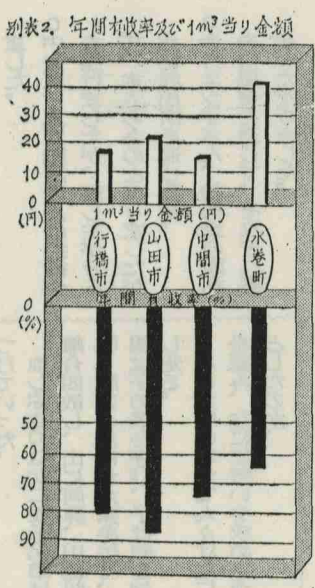 別表2. 年間有収率及び1m³当り金額
40
30
20
10
0
(円)
1m³当り金額(円)
行橋市
山田市
中間市
水巻町
年間有収率(%)
0
(%)
50
60
70
80
90